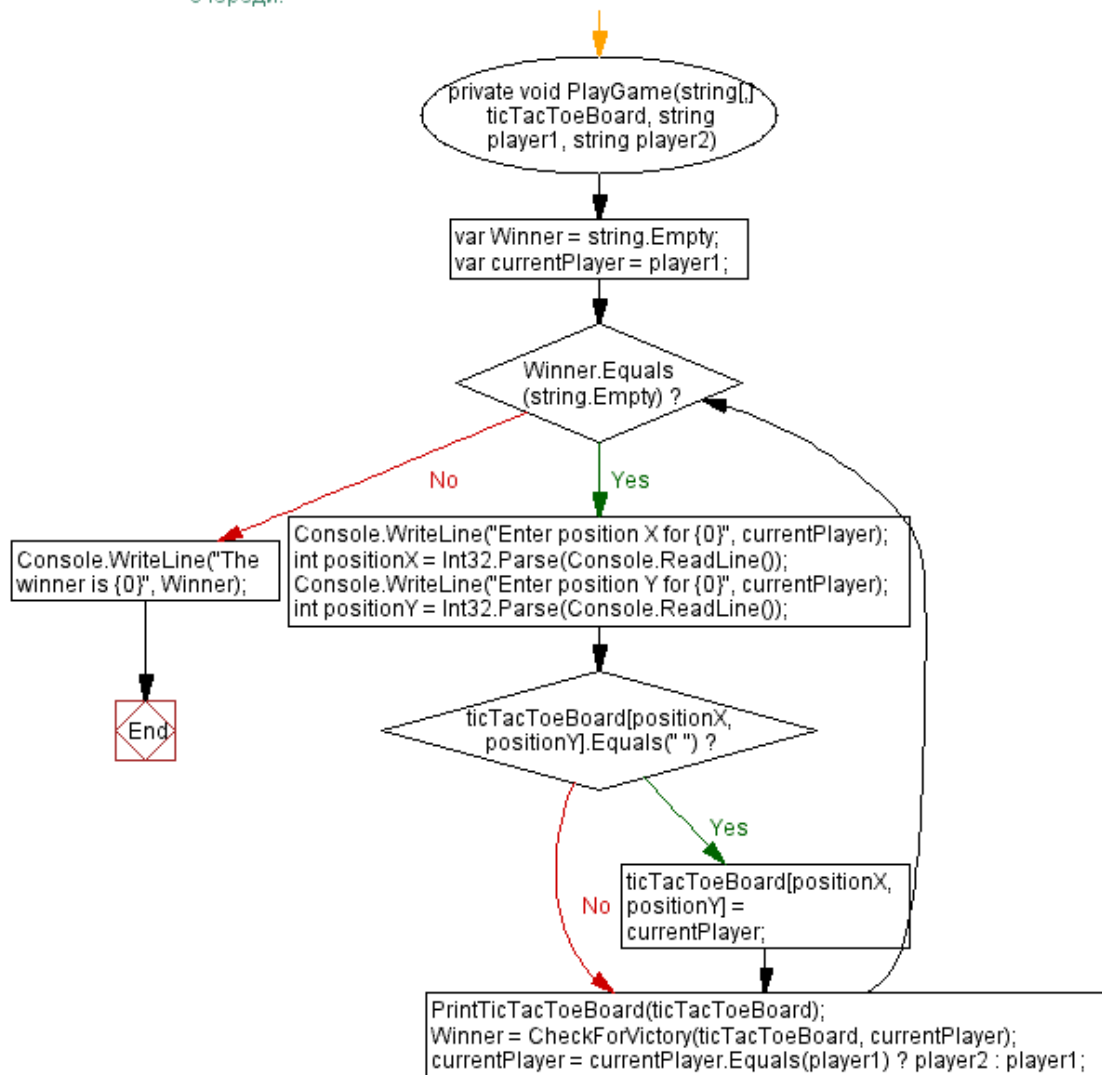 private void PlayGame(string[,]
ticTacToeBoard, string
player1, string player2)
var Winner = string.Empty;
var currentPlayer = player1;
Winner.Equals
(string.Empty) ?
No
Yes
Console.WriteLine("The
winner is {0}", Winner);
Console.WriteLine("Enter position X for {0}", currentPlayer);
int positionX = Int32.Parse(Console.ReadLine());
Console.WriteLine("Enter position Y for {0}", currentPlayer);
int positionY = Int32.Parse(Console.ReadLine());
End
ticTacToeBoard[positionX,
positionY].Equals(" ") ?
Yes
No
ticTacToeBoard[positionX,
positionY] =
currentPlayer;
PrintTicTacToeBoard(ticTacToeBoard);
Winner = CheckForVictory(ticTacToeBoard, currentPlayer);
currentPlayer = currentPlayer.Equals(player1) ? player2 : player1;